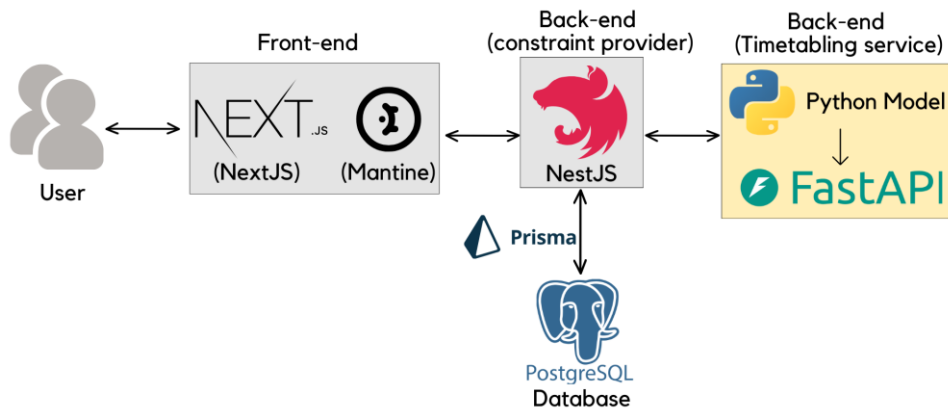 User
Front-end
NEXT.JS
(NextJS)
(Mantine)
Back-end
(constraint provider)
NestJS
Prisma
PostgreSQL
Database
Back-end
(Timetabling service)
Python Model
FastAPI